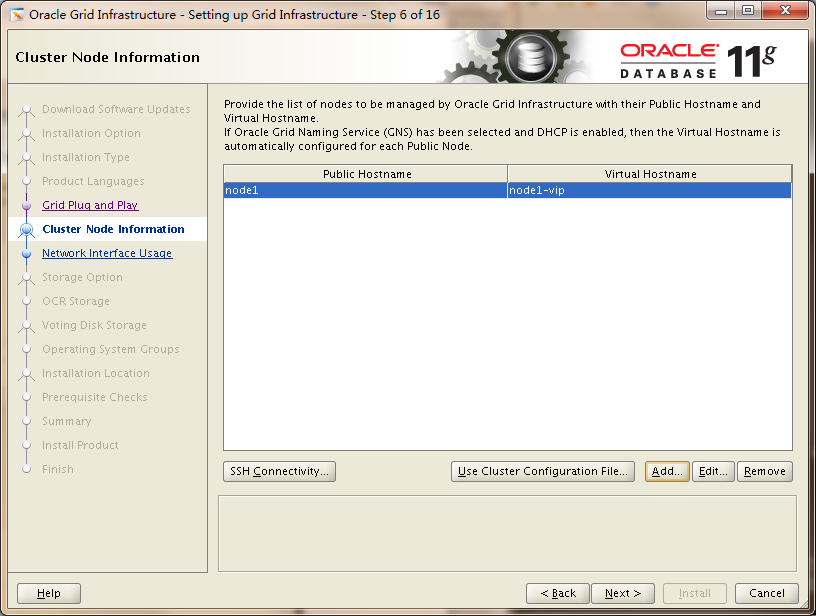 Oracle Grid Infrastructure - Setting up Grid Infrastructure - Step 6 of 16
Cluster Node Information
ORACLE
DATABASE 11g
Download Software Updates
Installation Option
Installation Type
Product Languages
Grid Plug and Play
Cluster Node Information
Network Interface Usage
Storage Option
OCR Storage
Voting Disk Storage
Operating System Groups
Installation Location
Prerequisite Checks
Summary
Install Product
Finish
Provide the list of nodes to be managed by Oracle Grid Infrastructure with their Public Hostname and
Virtual Hostname.
If Oracle Grid Naming Service (GNS) has been selected and DHCP is enabled, then the Virtual Hostname is
automatically configured for each Public Node.
Public Hostname Virtual Hostname
node1 node1-vip
SSH Connectivity... Use Cluster Configuration File... Add... Edit... Remove
Help < Back Next > Install Cancel